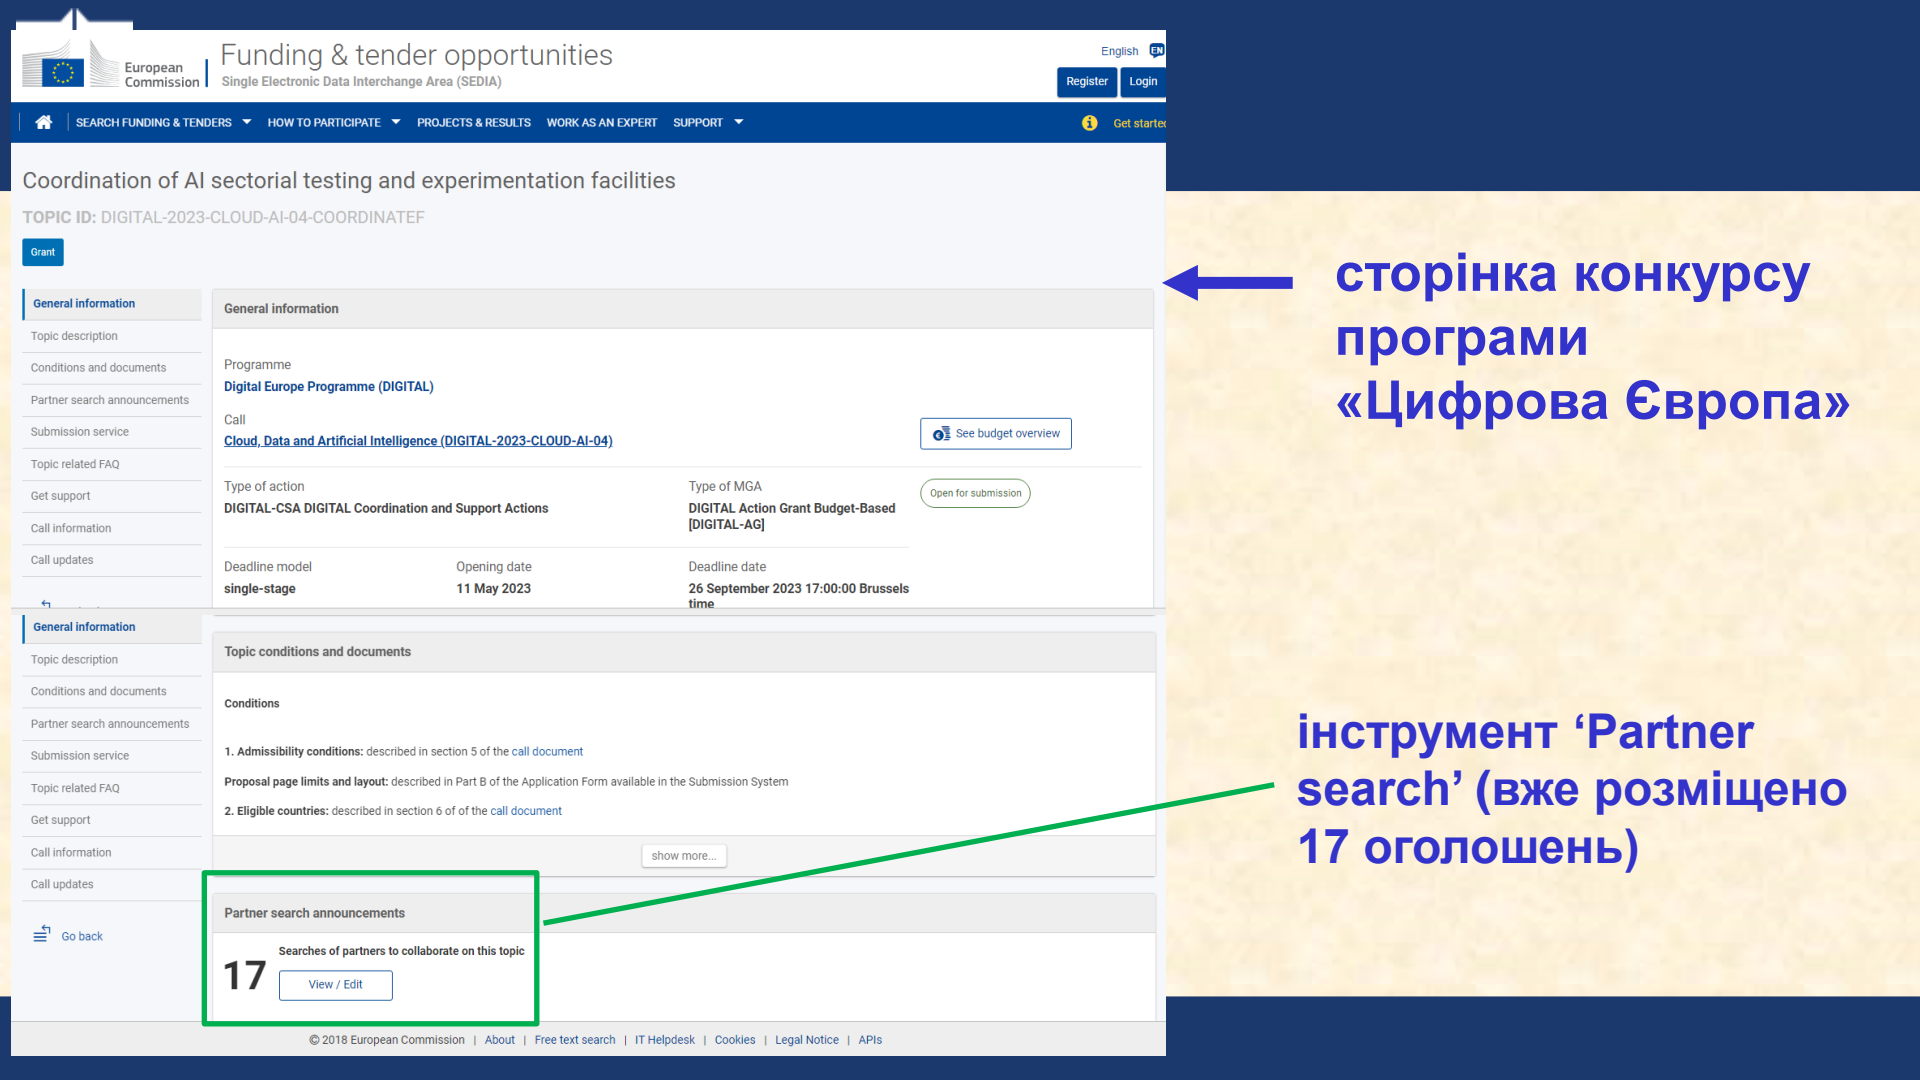 European
Commission
Funding & tender opportunities
Single Electronic Data Interchange Area (SEDIA)
English EN
Register Login
SEARCH FUNDING & TENDERS HOW TO PARTICIPATE PROJECTS & RESULTS WORK AS AN EXPERT SUPPORT
Get started
Coordination of AI sectorial testing and experimentation facilities
TOPIC ID: DIGITAL-2023-CLOUD-AI-04-COORDINATEF
Grant
General information
Topic description
Conditions and documents
Partner search announcements
Submission service
Topic related FAQ
Get support
Call information
Call updates
General information
Programme
Digital Europe Programme (DIGITAL)
Call
Cloud, Data and Artificial Intelligence (DIGITAL-2023-CLOUD-AI-04)
See budget overview
Type of action
DIGITAL-CSA DIGITAL Coordination and Support Actions
Type of MGA
DIGITAL Action Grant Budget-Based
[DIGITAL-AG]
Open for submission
Deadline model
single-stage
Opening date
11 May 2023
Deadline date
26 September 2023 17:00:00 Brussels
time
General information
Topic description
Conditions and documents
Partner search announcements
Submission service
Topic related FAQ
Get support
Call information
Call updates
Go back
Topic conditions and documents
Conditions
1. Admissibility conditions: described in section 5 of the call document
Proposal page limits and layout: described in Part B of the Application Form available in the Submission System
2. Eligible countries: described in section 6 of of the call document
show more...
Partner search announcements
17
Searches of partners to collaborate on this topic
View / Edit
© 2018 European Commission | About | Free text search | IT Helpdesk | Cookies | Legal Notice | APIs
сторінка конкурсу
програми
«Цифрова Європа»
інструмент ‘Partner
search’ (вже розміщено
17 оголошень)